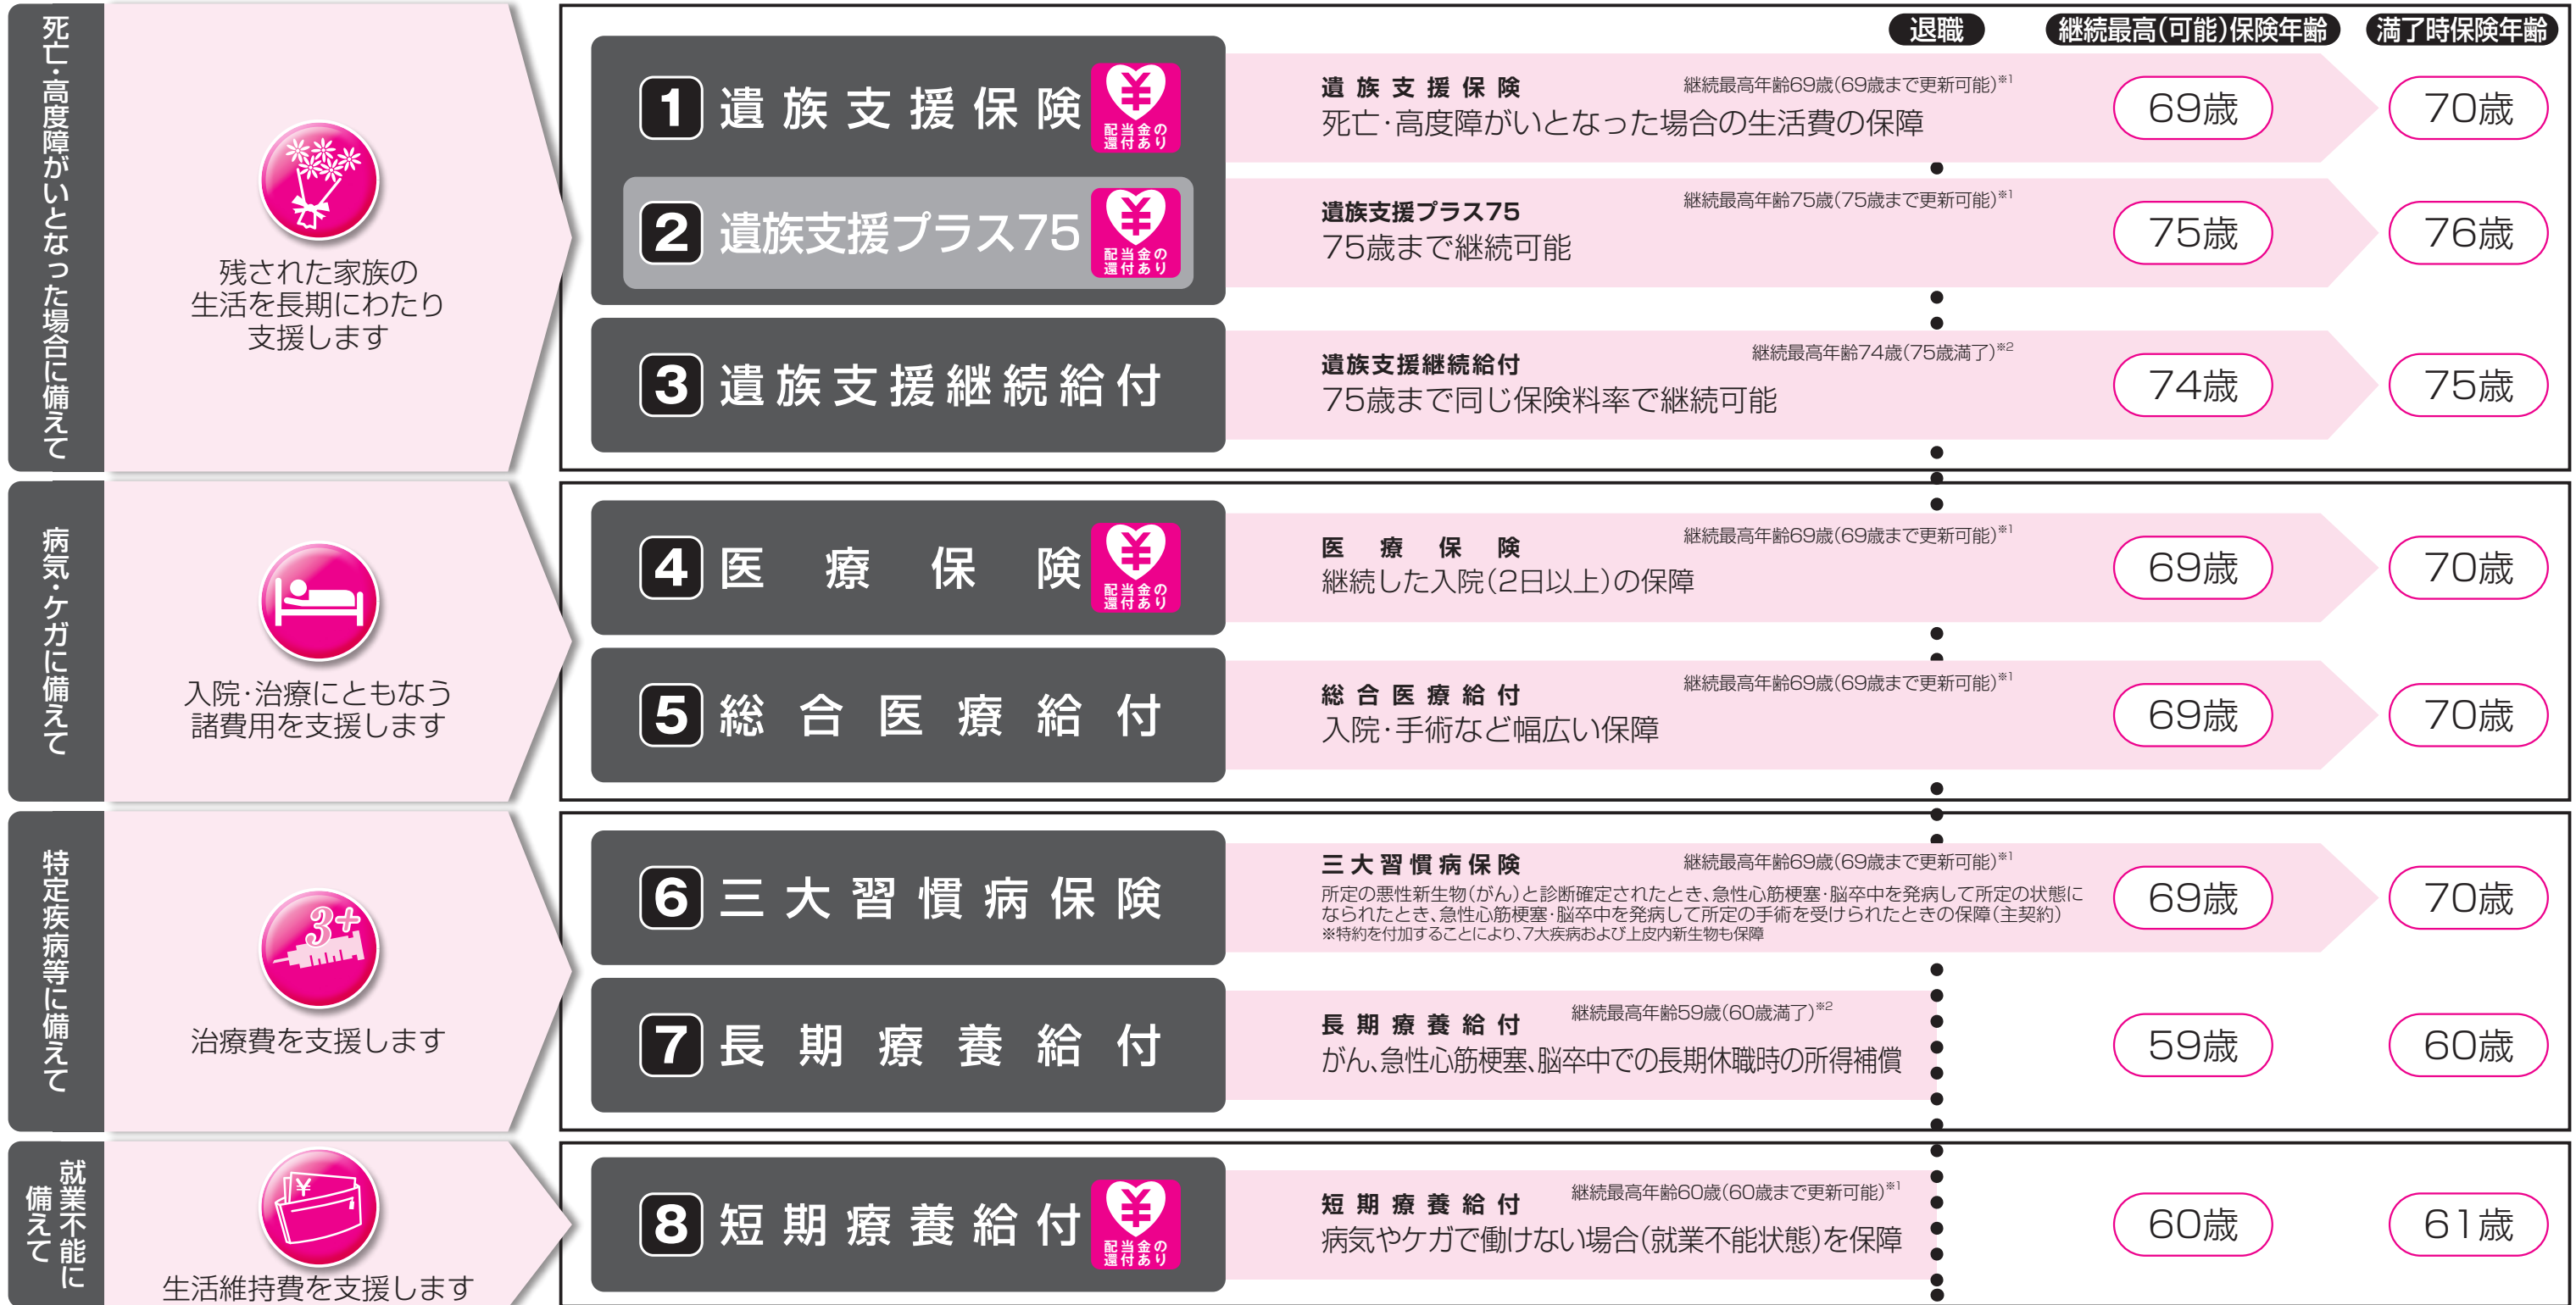 死亡・高度障がいとなった場合に備えて
残された家族の
生活を長期にわたり
支援します
退職
継続最高(可能)保険年齢
満了時保険年齢
1 遺族支援保険
¥
配当金の
還付あり
遺族支援保険
継続最高年齢69歳(69歳まで更新可能)※1
死亡・高度障がいとなった場合の生活費の保障
69歳
70歳
2 遺族支援プラス75
¥
配当金の
還付あり
遺族支援プラス75
継続最高年齢75歳(75歳まで更新可能)※1
75歳まで継続可能
75歳
76歳
3 遺族支援継続給付
遺族支援継続給付
継続最高年齢74歳(75歳満了)※2
75歳まで同じ保険料率で継続可能
74歳
75歳
病気・ケガに備えて
入院・治療にともなう
諸費用を支援します
4 医療保険
¥
配当金の
還付あり
医療保険
継続最高年齢69歳(69歳まで更新可能)※1
継続した入院(2日以上)の保障
69歳
70歳
5 総合医療給付
総合医療給付
継続最高年齢69歳(69歳まで更新可能)※1
入院・手術など幅広い保障
69歳
70歳
特定疾病等に備えて
3+
治療費を支援します
6 三大習慣病保険
三大習慣病保険
継続最高年齢69歳(69歳まで更新可能)※1
所定の悪性新生物(がん)と診断確定されたとき、急性心筋梗塞・脳卒中を発病して所定の状態に
なられたとき、急性心筋梗塞・脳卒中を発病して所定の手術を受けられたときの保障(主契約)
※特約を付加することにより、7大疾病および上皮内新生物も保障
69歳
70歳
7 長期療養給付
長期療養給付
継続最高年齢59歳(60歳満了)※2
がん、急性心筋梗塞、脳卒中での長期休職時の所得補償
59歳
60歳
就業不能に
備えて
¥
生活維持費を支援します
8 短期療養給付
¥
配当金の
還付あり
短期療養給付
継続最高年齢60歳(60歳まで更新可能)※1
病気やケガで働けない場合(就業不能状態)を保障
60歳
61歳